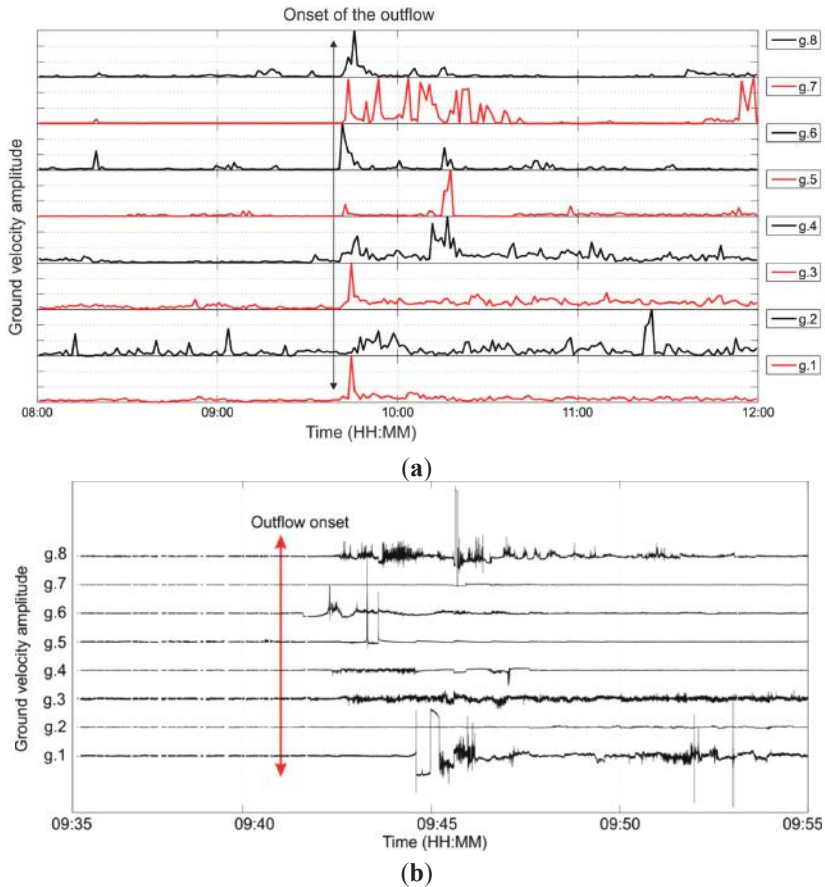 Onset of the outflow
g.8
g.7
g.6
g.5
g.4
g.3
g.2
g.1
Ground velocity amplitude
08:00 09:00 10:00 11:00 12:00
Time (HH:MM)
(a)
Outflow onset
g.8
g.7
g.6
g.5
g.4
g.3
g.2
g.1
Ground velocity amplitude
09:35 09:40 09:45 09:50 09:55
Time (HH:MM)
(b)